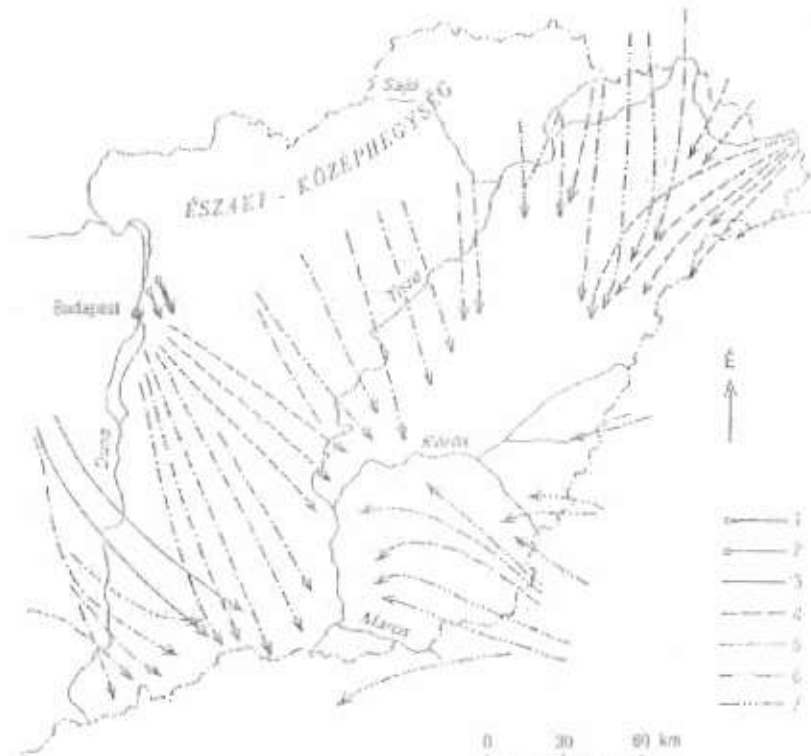 Sajó
ÉSZAKI - KÖZÉPHEGYSÉG
Tisza
Budapest
É
Duna
Körös
Maros
1
2
3
4
5
6
7
0 30 60 km